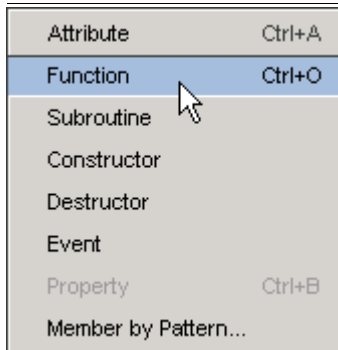 Attribute Ctrl+A
Function Ctrl+O
Subroutine
Constructor
Destructor
Event
Property Ctrl+B
Member by Pattern...